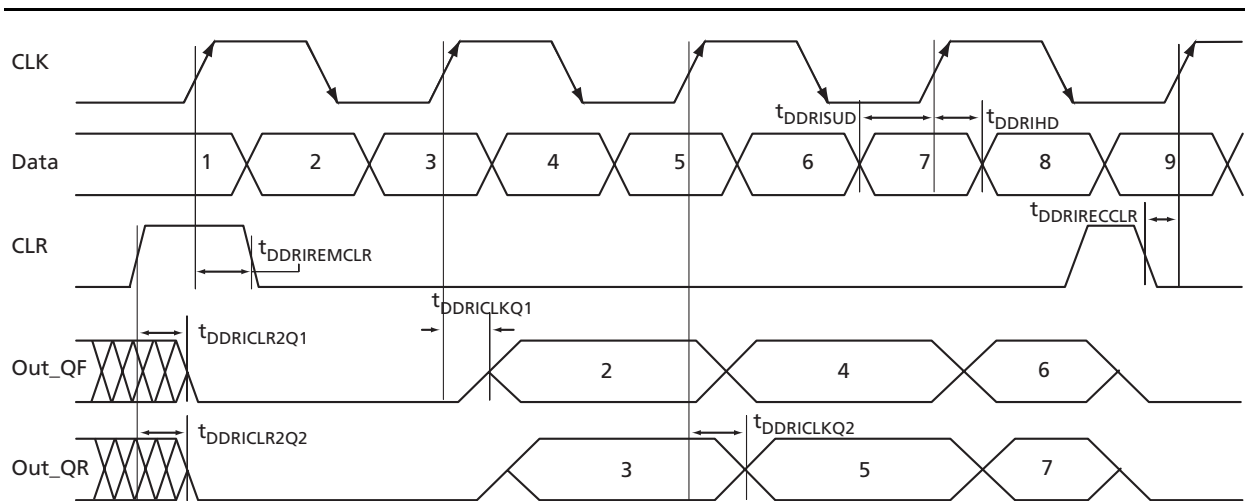 CLK
tDDRISUD
tDDRIHD
Data
1 2 3 4 5 6 7 8 9
tDDRIRECCLR
CLR
tDDRIREMCLR
tDDRICLKQ1
tDDRICLR2Q1
Out_QF
2 4 6
tDDRICLR2Q2
tDDRICLKQ2
Out_QR
3 5 7